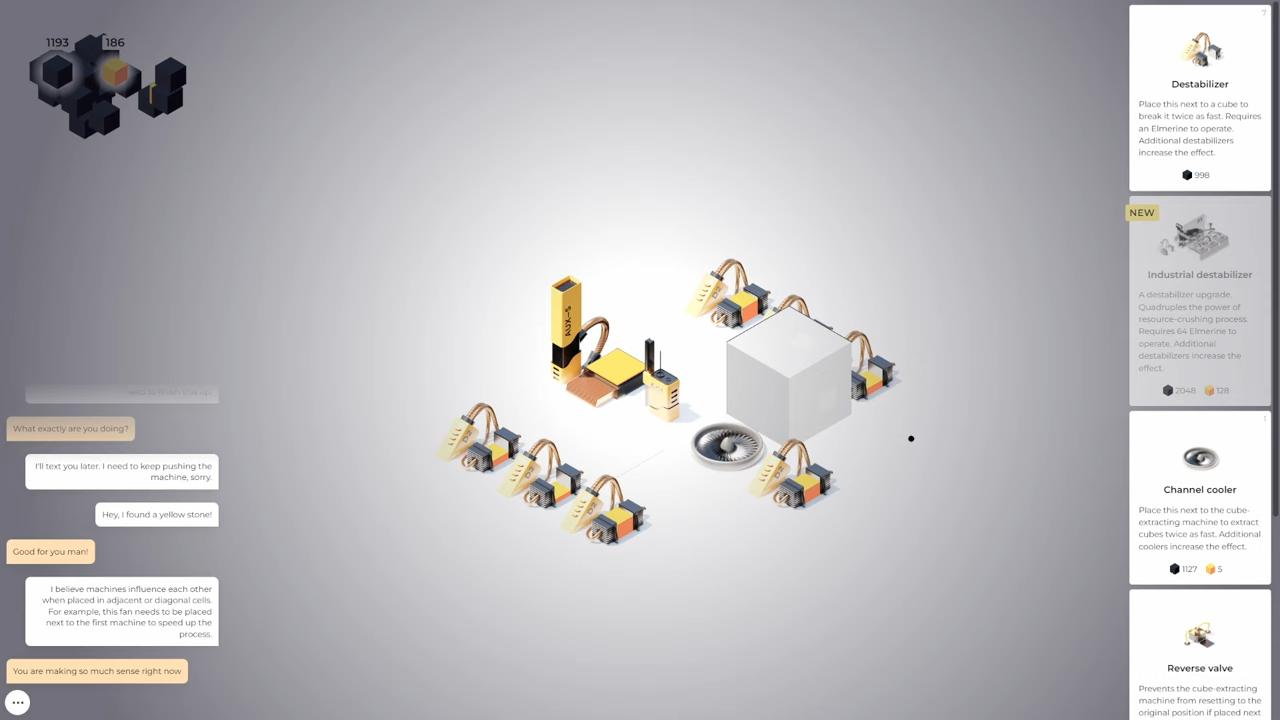 1193
186
What exactly are you doing?
I'll text you later. I need to keep pushing the
machine, sorry.
Hey, I found a yellow stone!
Good for you man!
I believe machines influence each other
when placed in adjacent or diagonal cells.
For example, this fan needs to be placed
next to the first machine to speed up the
process.
You are making so much sense right now
AUX-5
7
Destabilizer
Place this next to a cube to
break it twice as fast. Requires
an Elmerine to operate.
Additional destabilizers
increase the effect.
998
NEW
Industrial destabilizer
A destabilizer upgrade.
Quadruples the power of
resource-crushing process.
Requires 64 Elmerine to
operate. Additional
destabilizers increase the
effect.
2048 128
1
Channel cooler
Place this next to the cube-
extracting machine to extract
cubes twice as fast. Additional
coolers increase the effect.
1127 5
Reverse valve
Prevents the cube-extracting
machine from resetting to the
original position if placed next